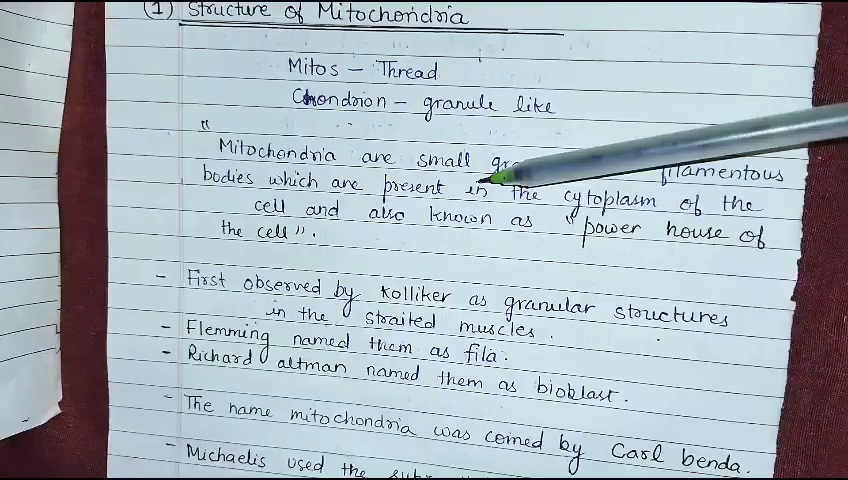 (1) Structure of Mitochondria
Mitos - Thread
Chondrion - granule like
"Mitochondria are small filamentous
bodies which are present in the cytoplasm of the
cell and also known as "power house of
the cell".
- First observed by Kolliker as granular structures
in the straited muscles.
- Flemming named them as fila.
- Richard altman named them as bioblast.
- The name mitochondria was coined by Carl benda.
- Michaelis used the